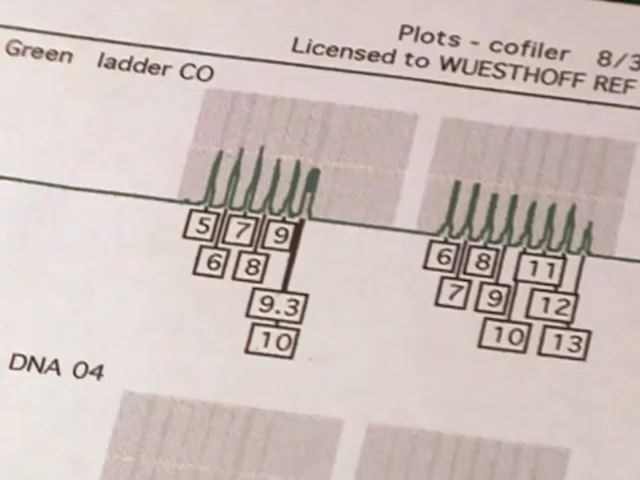 Plots - cofiler 8/3
Licensed to WUESTHOFF REF
Green ladder CO
5 7 9
6 8
9.3
10
6 8 11
7 9 12
10 13
DNA 04